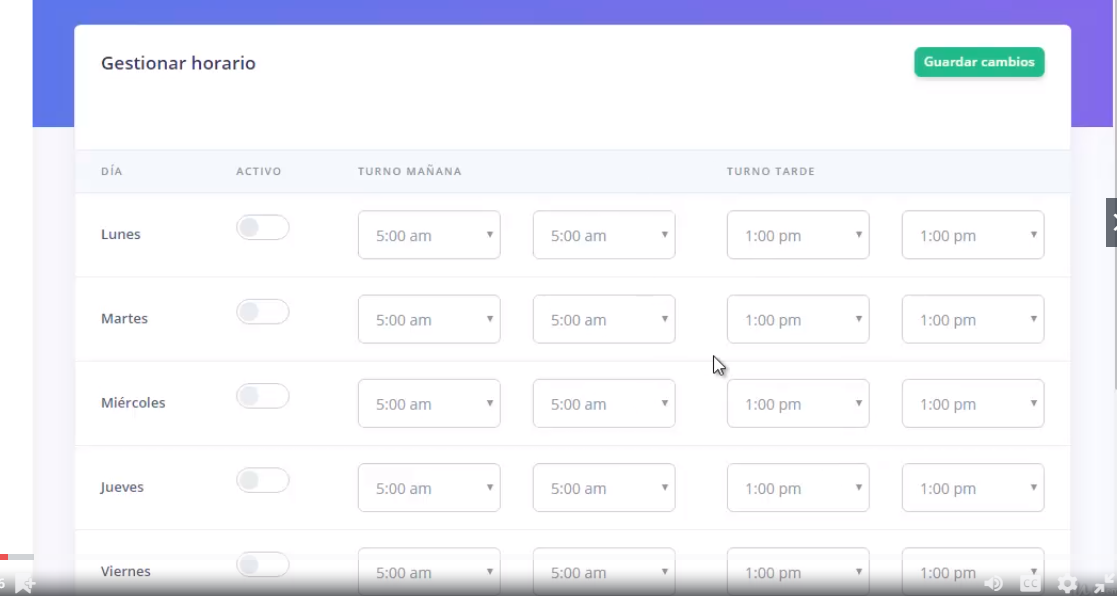 Gestionar horario
Guardar cambios
DÍA ACTIVO TURNO MAÑANA TURNO TARDE
Lunes 5:00 am 5:00 am 1:00 pm 1:00 pm
Martes 5:00 am 5:00 am 1:00 pm 1:00 pm
Miércoles 5:00 am 5:00 am 1:00 pm 1:00 pm
Jueves 5:00 am 5:00 am 1:00 pm 1:00 pm
Viernes 5:00 am 5:00 am 1:00 pm 1:00 pm
CC